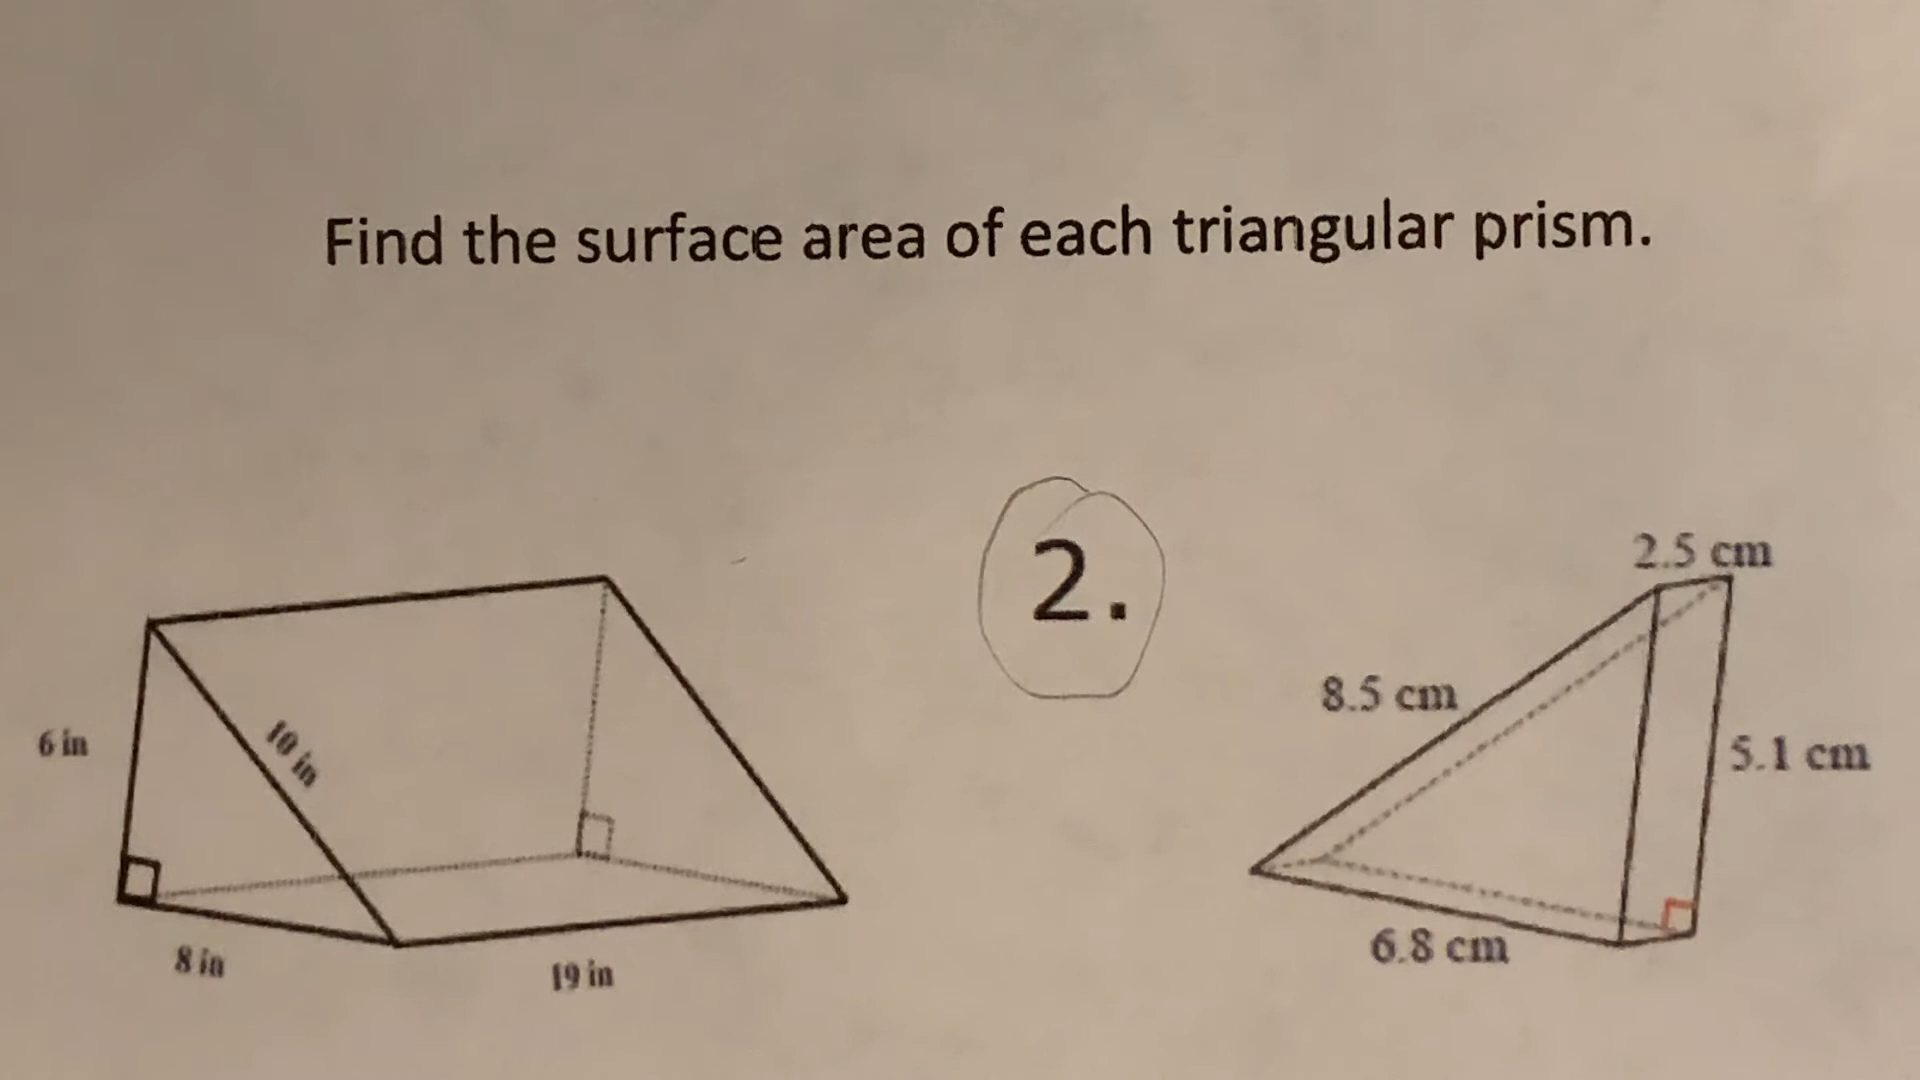 Find the surface area of each triangular prism.
2.
2.5 cm
8.5 cm
6 in
10 in
5.1 cm
6.8 cm
8 in
19 in